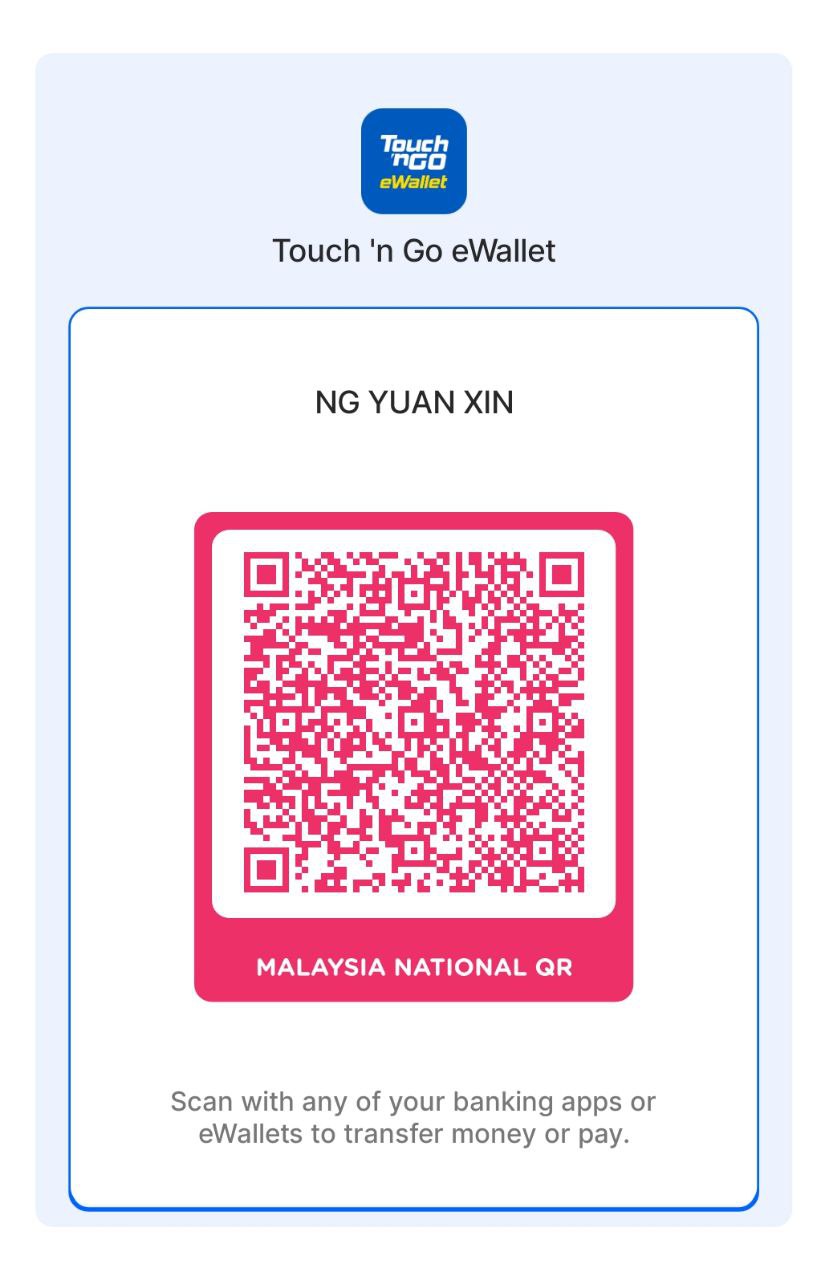 Touch
'nGO
eWallet
Touch 'n Go eWallet
NG YUAN XIN
MALAYSIA NATIONAL QR
Scan with any of your banking apps or
eWallets to transfer money or pay.